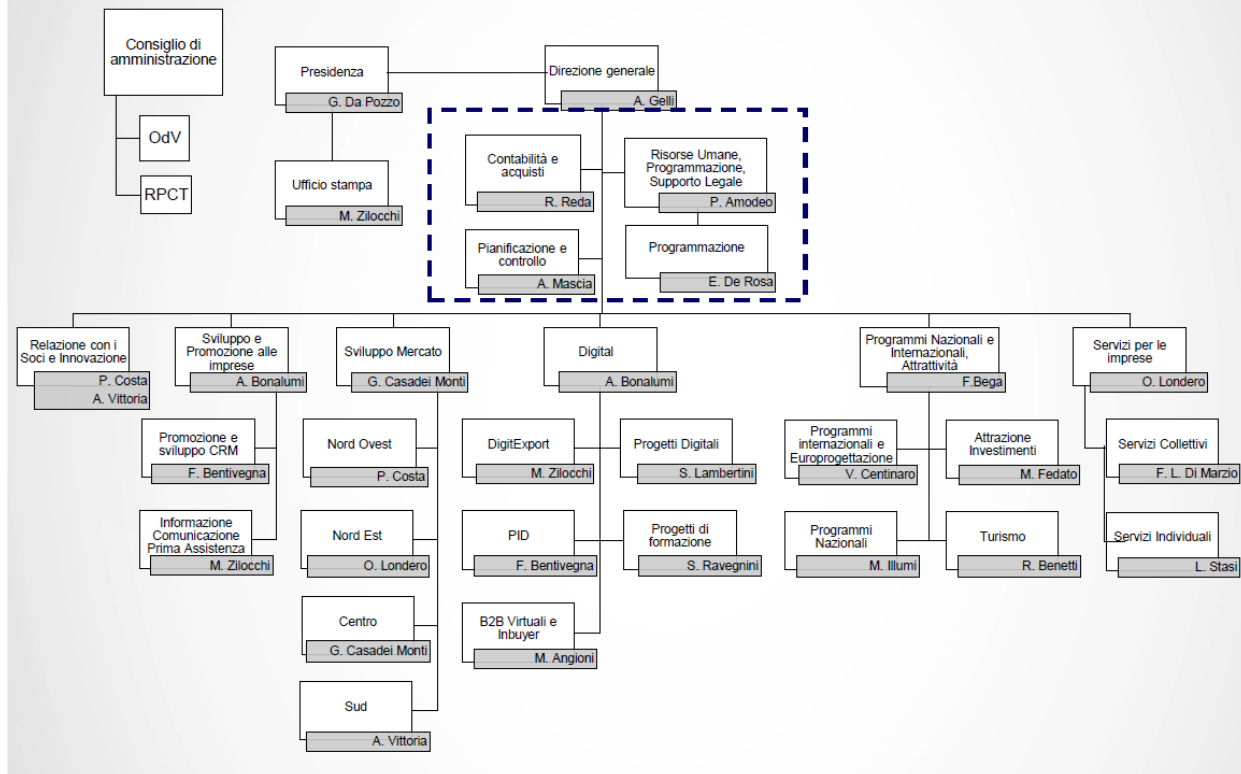 Consiglio di
amministrazione
OdV
RPCT
Presidenza
G. Da Pozzo
Direzione generale
A. Gelli
Ufficio stampa
M. Zilocchi
Contabilità e
acquisti
R. Reda
Risorse Umane,
Programmazione,
Supporto Legale
P. Amodeo
Pianificazione e
controllo
A. Mascia
Programmazione
E. De Rosa
Relazione con i
Soci e Innovazione
P. Costa
A. Vittoria
Sviluppo e
Promozione alle
imprese
A. Bonalumi
Sviluppo Mercato
G. Casadei Monti
Digital
A. Bonalumi
Programmi Nazionali e
Internazionali,
Attrattività
F.Bega
Servizi per le
imprese
O. Londero
Promozione e
sviluppo CRM
F. Bentivegna
Nord Ovest
P. Costa
DigitExport
M. Zilocchi
Progetti Digitali
S. Lambertini
Programmi
internazionali e
Europrogettazione
V. Centinaro
Attrazione
Investimenti
M. Fedato
Servizi Collettivi
F. L. Di Marzio
Informazione
Comunicazione
Prima Assistenza
M. Zilocchi
Nord Est
O. Londero
PID
F. Bentivegna
Progetti di
formazione
S. Ravegnini
Programmi
Nazionali
M. Illumi
Turismo
R. Benetti
Servizi Individuali
L. Stasi
Centro
G. Casadei Monti
B2B Virtuali e
Inbuyer
M. Angioni
Sud
A. Vittoria